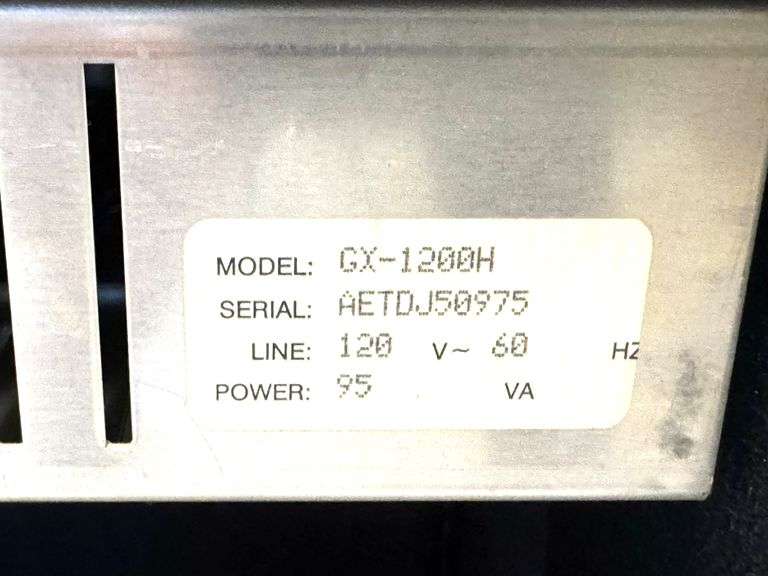 MODEL: GX-1200H
SERIAL: AETDJ50975
LINE: 120 V~ 60 HZ
POWER: 95 VA